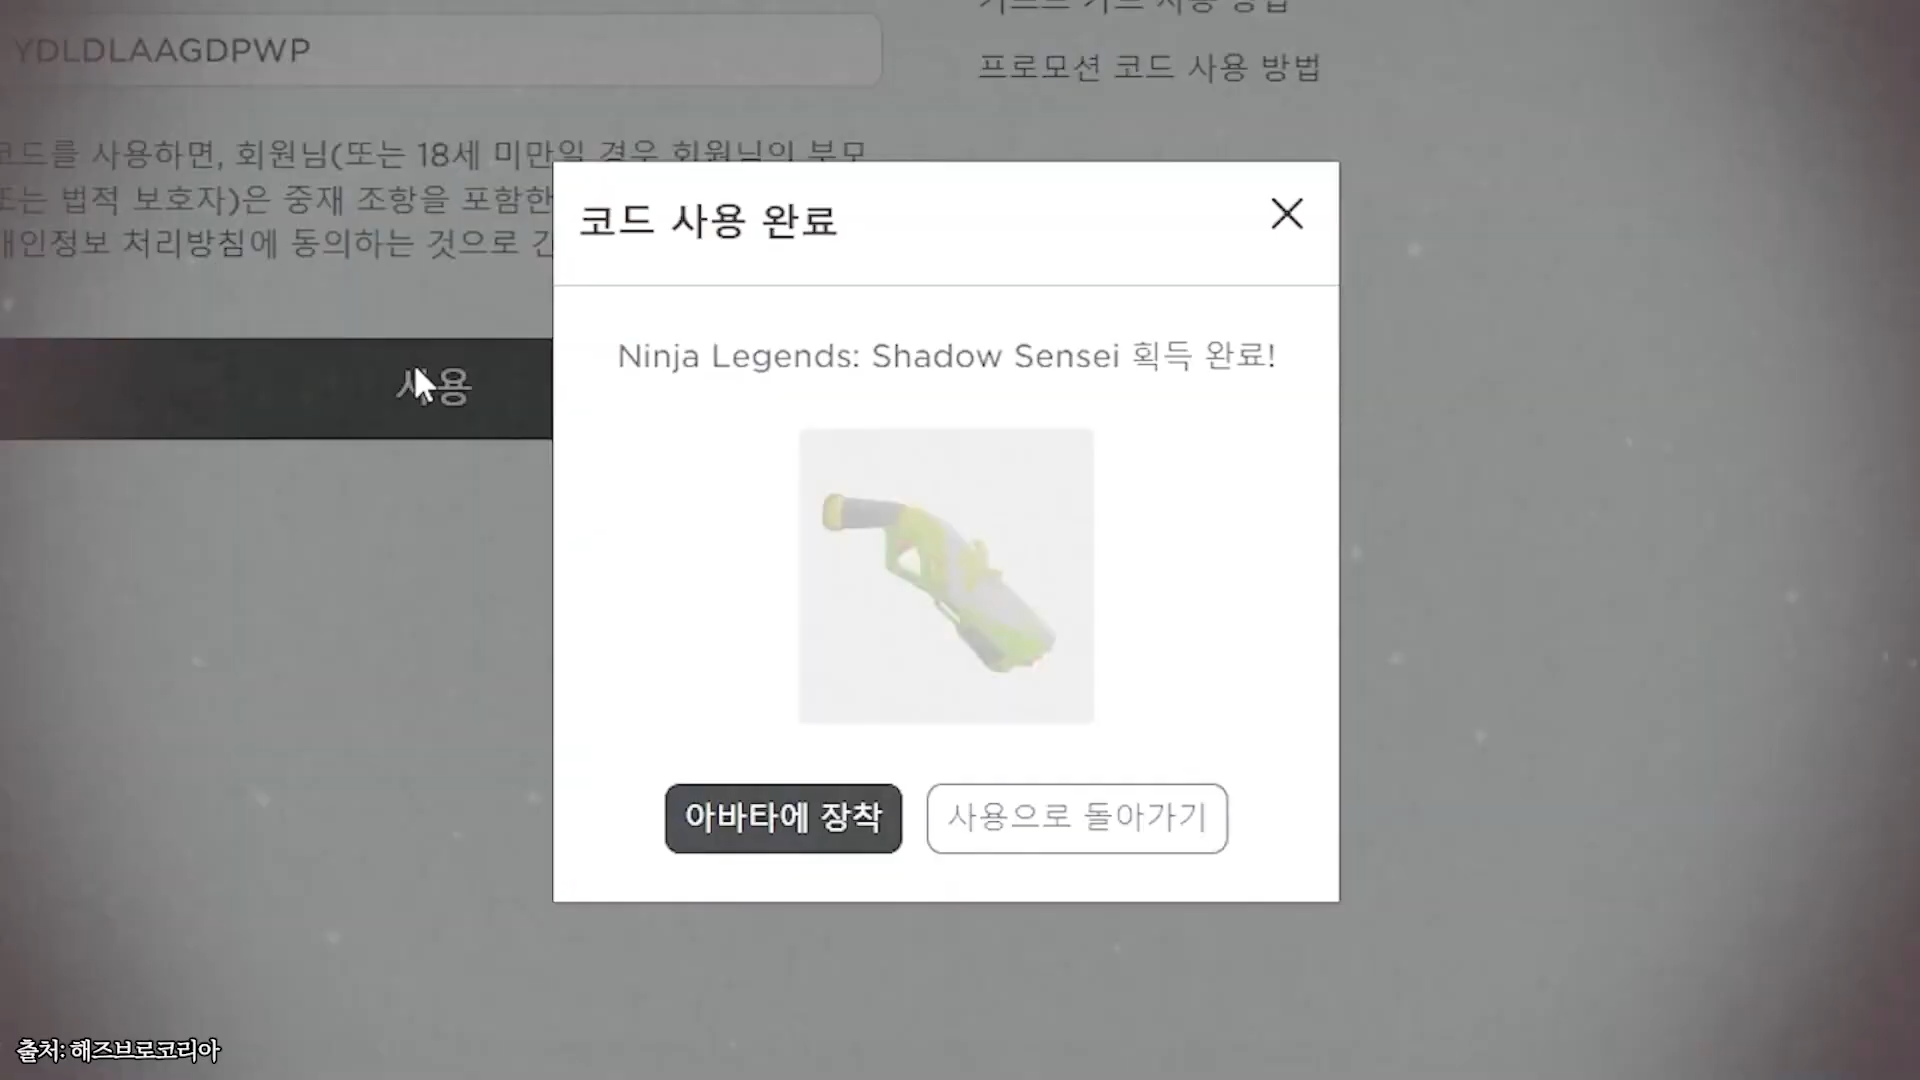 YDLDLAAGDPWP
프로모션 코드 사용 방법
코드를 사용하면, 회원님(또는 18세 미만일 경우 회원님의 부모
또는 법적 보호자)은 중재 조항을 포함한
개인정보 처리방침에 동의하는 것으로 간
사용
코드 사용 완료
Ninja Legends: Shadow Sensei 획득 완료!
아바타에 장착
사용으로 돌아가기
출처: 해즈브로코리아